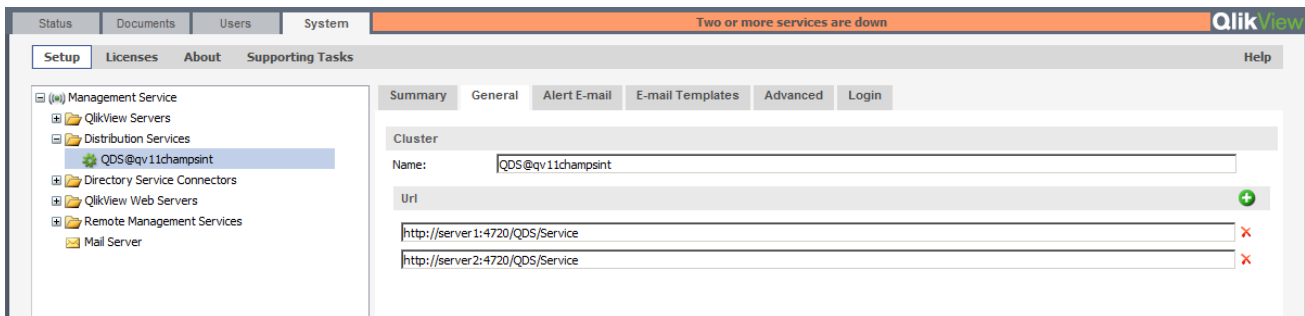 Status Documents Users System Two or more services are down QlikView
Setup Licenses About Supporting Tasks Help
Management Service
QlikView Servers
Distribution Services
QDS@qv11champsint
Directory Service Connectors
QlikView Web Servers
Remote Management Services
Mail Server
Summary General Alert E-mail E-mail Templates Advanced Login
Cluster
Name: QDS@qv11champsint
Url
http://server1:4720/QDS/Service
http://server2:4720/QDS/Service